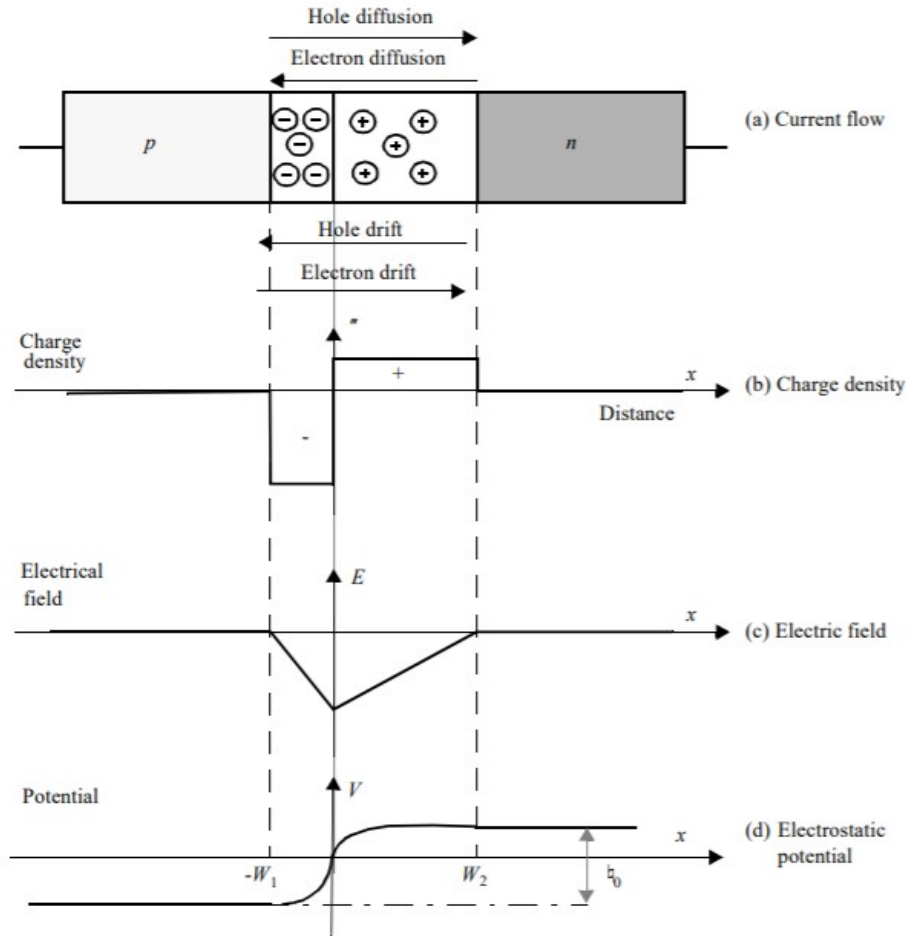 Hole diffusion
Electron diffusion
p
n
(a) Current flow
Hole drift
Electron drift
Charge
density
+
-
x
Distance
(b) Charge density
Electrical
field
E
x
(c) Electric field
Potential
V
x
-W1
W2
(d) Electrostatic
potential